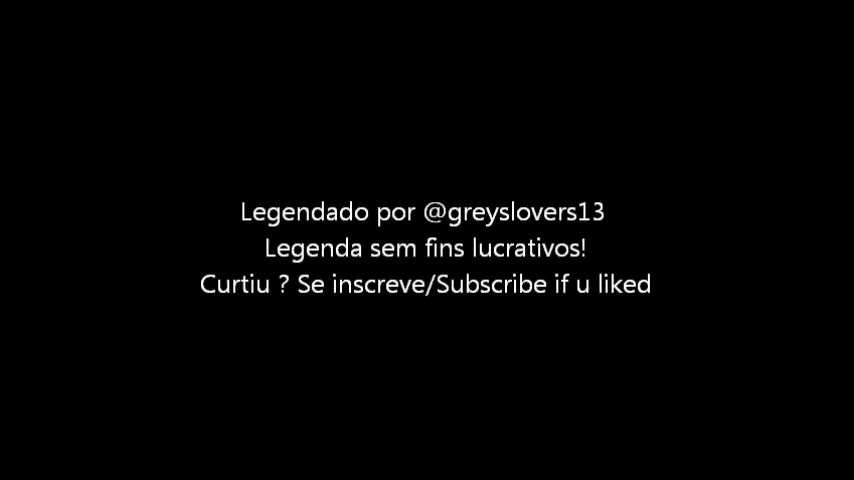 Legendado por @greyslovers13
Legenda sem fins lucrativos!
Curtiu ? Se inscreve/Subscribe if u liked